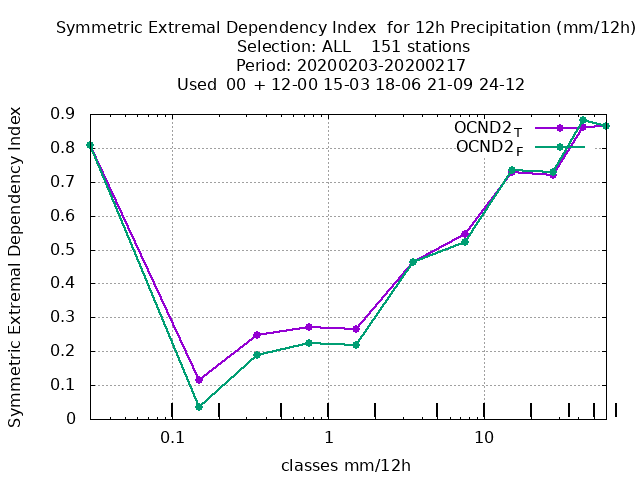 Symmetric Extremal Dependency Index  for 12h Precipitation (mm/12h)
Selection: ALL    151 stations
Period: 20200203-20200217
Used  00 + 12-00 15-03 18-06 21-09 24-12
Symmetric Extremal Dependency Index
0.9
0.8
0.7
0.6
0.5
0.4
0.3
0.2
0.1
0
OCND2T
OCND2F
0.1 1 10
classes mm/12h